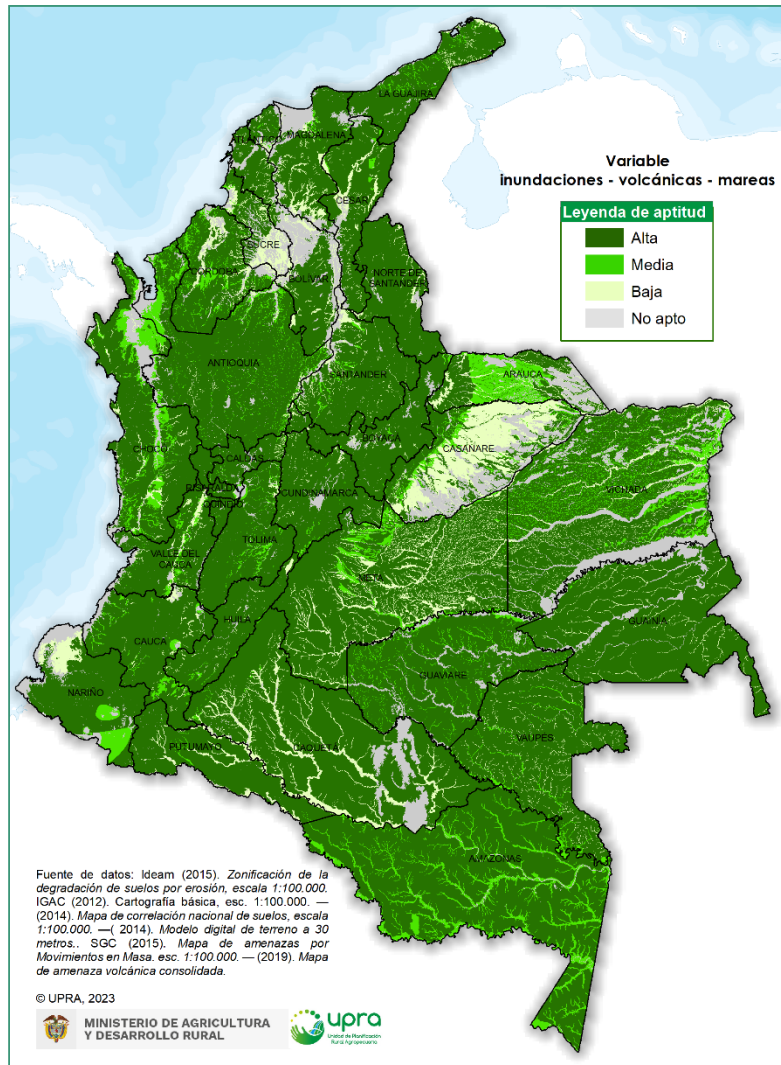 LA GUAJIRA
MAGDALENA
Variable
inundaciones - volcánicas - mareas
Leyenda de aptitud
Alta
Media
Baja
No apto
CESAR
SUCRE
CÓRDOBA
BOLÍVAR
NORTE DE
SANTANDER
ANTIOQUIA
SANTANDER
ARAUCA
CHOCÓ
BOYACÁ
CASANARE
CALDAS
RISARALDA
CUNDINAMARCA
VICHADA
QUINDÍO
TOLIMA
VALLE DEL
CAUCA
META
HUILA
GUAINÍA
CAUCA
GUAVIARE
NARIÑO
VAUPÉS
PUTUMAYO
CAQUETÁ
AMAZONAS
Fuente de datos: Ideam (2015). Zonificación de la
degradación de suelos por erosión, escala 1:100.000.
IGAC (2012). Cartografía básica, esc. 1:100.000. —
(2014). Mapa de correlación nacional de suelos, escala
1:100.000. —( 2014). Modelo digital de terreno a 30
metros.. SGC (2015). Mapa de amenazas por
Movimientos en Masa. esc. 1:100.000. — (2019). Mapa
de amenaza volcánica consolidada.
© UPRA, 2023
MINISTERIO DE AGRICULTURA
Y DESARROLLO RURAL
upra
Unidad de Planificación
Rural Agropecuaria